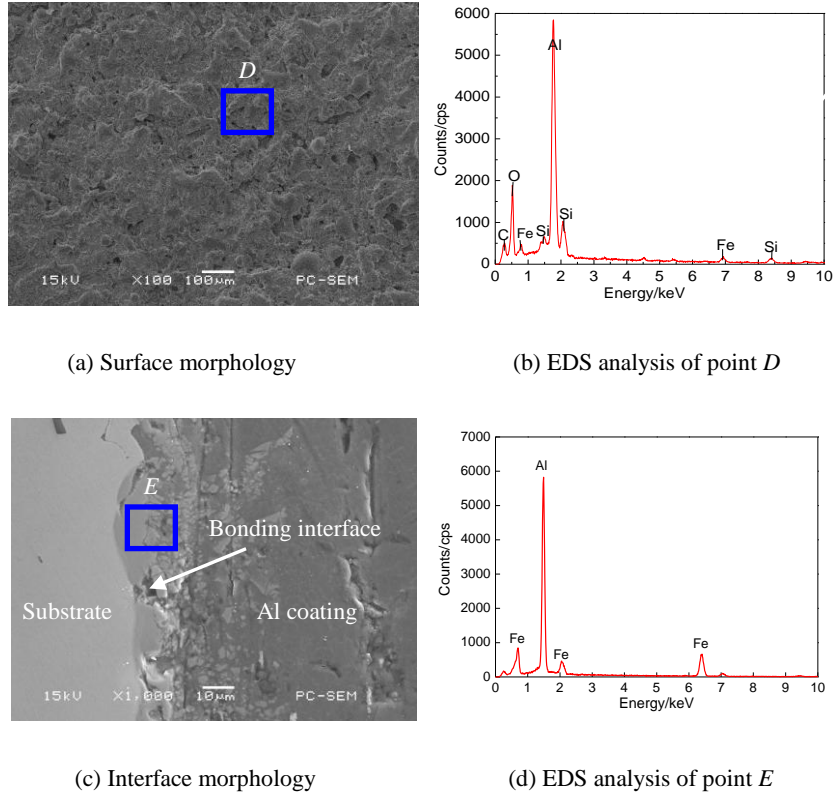 D
15kV X100 100μm PC-SEM
6000
5000
4000
3000
2000
1000
0
Counts/cps
Al
O
C
Fe
Si
Si
Fe
Si
0 1 2 3 4 5 6 7 8 9 10
Energy/keV
(a) Surface morphology
(b) EDS analysis of point D
E
Bonding interface
Substrate
Al coating
15kV X1,000 10μm PC-SEM
7000
6000
5000
4000
3000
2000
1000
0
Counts/cps
Al
Fe
Fe
Fe
0 1 2 3 4 5 6 7 8 9 10
Energy/keV
(c) Interface morphology
(d) EDS analysis of point E